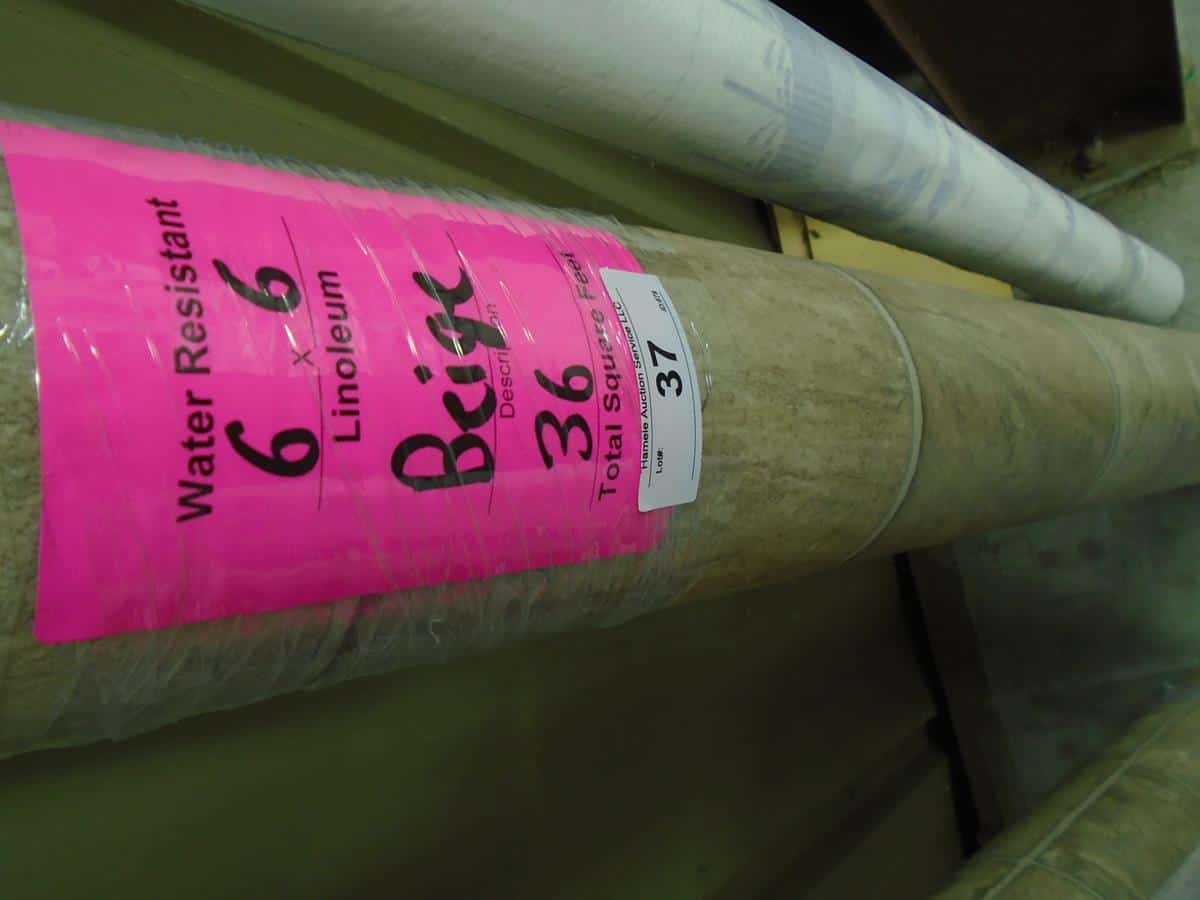 Water Resistant
6 x 6
Linoleum
Beige
Description
36
Total Square Feet
Hamele Auction Service LLC
Lot#: 37